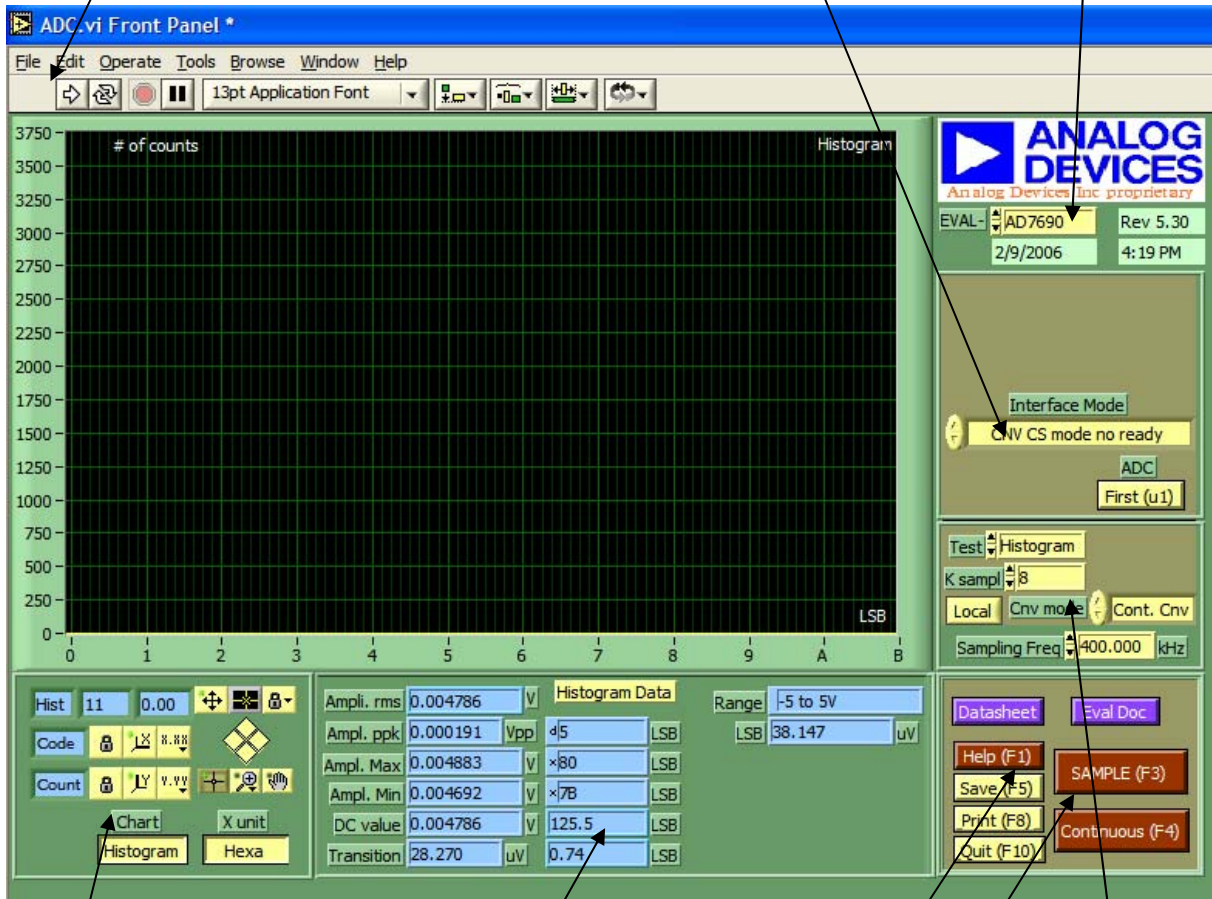 ADC.vi Front Panel *
File Edit Operate Tools Browse Window Help
13pt Application Font
# of counts
Histogram
3750
3500
3250
3000
2750
2500
2250
2000
1750
1500
1250
1000
750
500
250
0
LSB
0 1 2 3 4 5 6 7 8 9 A B
ANALOG
DEVICES
Analog Devices Inc proprietary
EVAL- AD7690 Rev 5.30
2/9/2006 4:19 PM
Interface Mode
CNV CS mode no ready
ADC
First (u1)
Test Histogram
K sampl 8
Local Cnv mode Cont. Cnv
Sampling Freq 400.000 kHz
Hist 11 0.00
Code X.XX
Count Y.YY
Chart X unit
Histogram Hexa
Histogram Data
Ampli. rms 0.004786 V
Ampl. ppk 0.000191 Vpp d 5 LSB
Ampl. Max 0.004883 V x 80 LSB
Ampl. Min 0.004692 V x 7B LSB
DC value 0.004786 V 125.5 LSB
Transition 28.270 uV 0.74 LSB
Range -5 to 5V
LSB 38.147 uV
Datasheet Eval Doc
Help (F1)
Save (F5)
Print (F8)
Quit (F10)
SAMPLE (F3)
Continuous (F4)